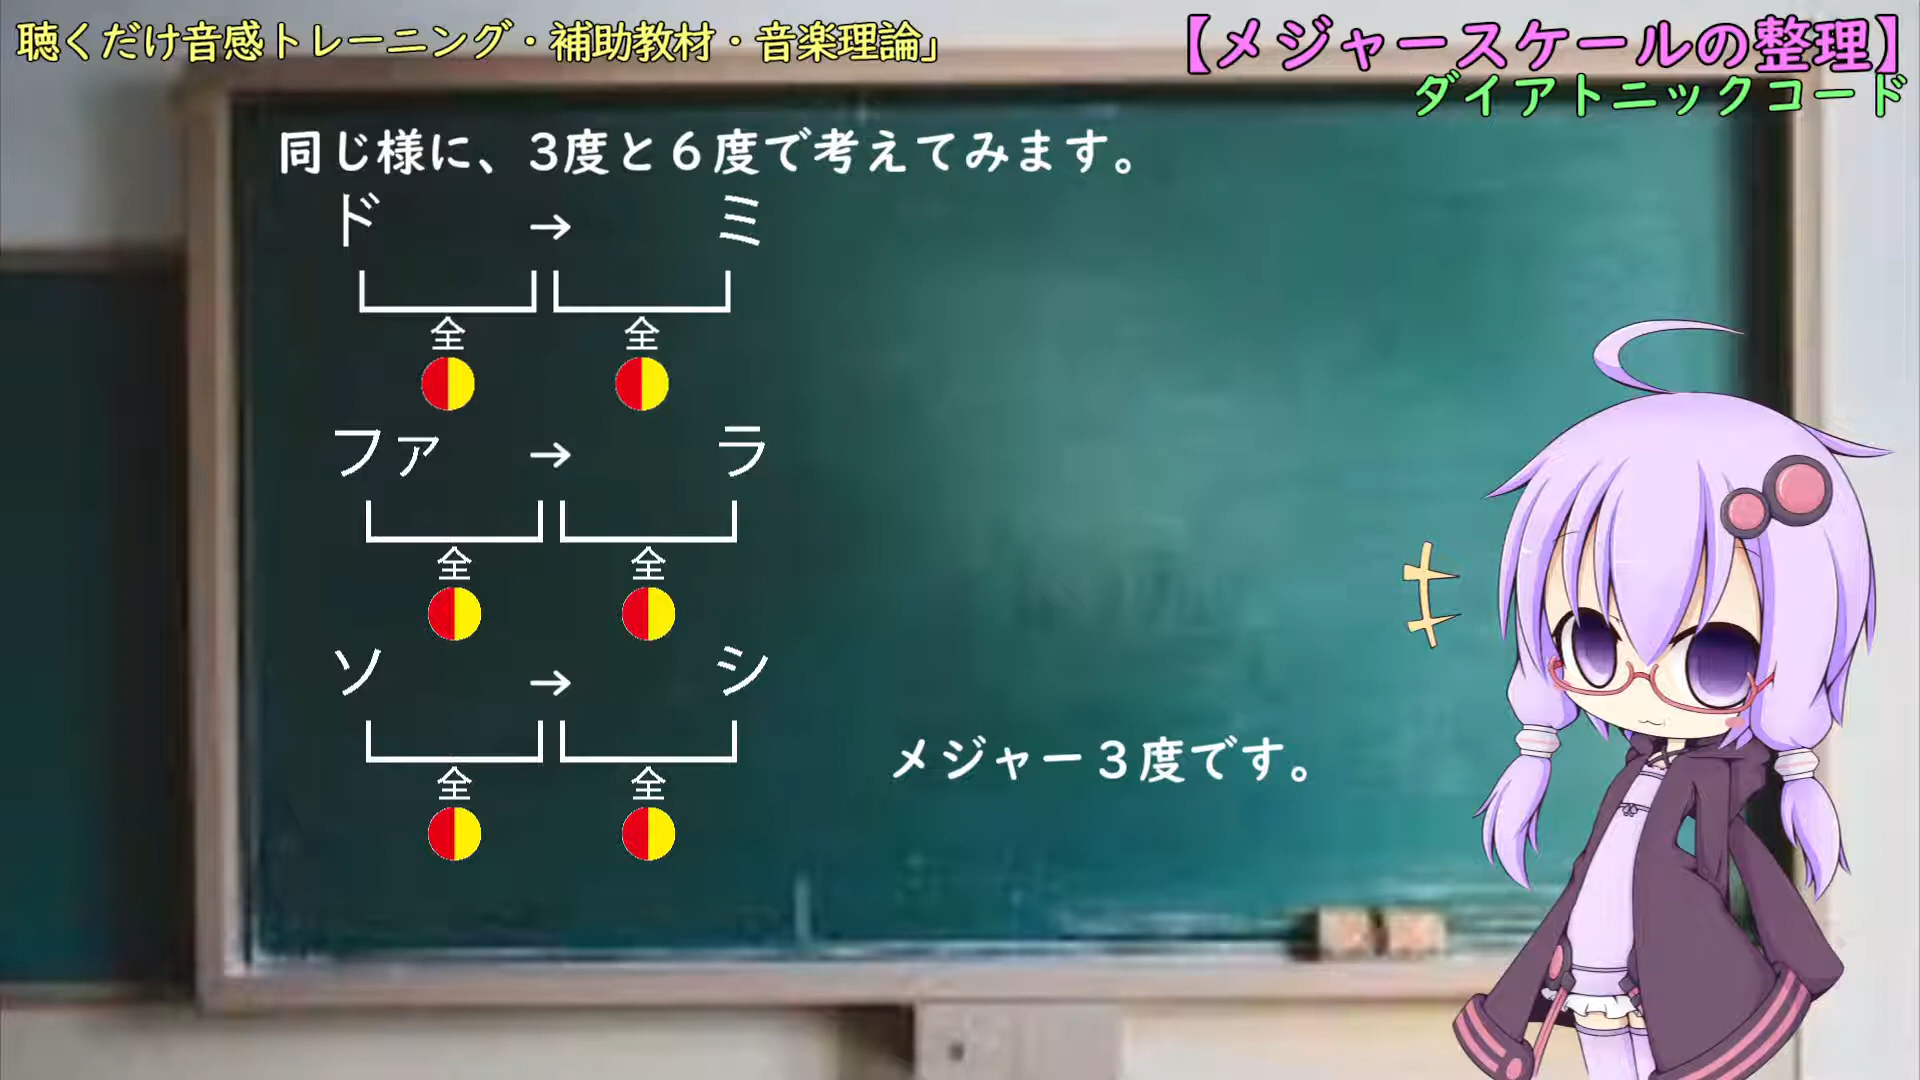 聴くだけ音感トレーニング・補助教材・音楽理論」
【メジャースケールの整理】
ダイアトニックコード
同じ様に、3度と6度で考えてみます。
ド → ミ
全 全
ファ → ラ
全 全
ソ → シ
全 全
メジャー3度です。